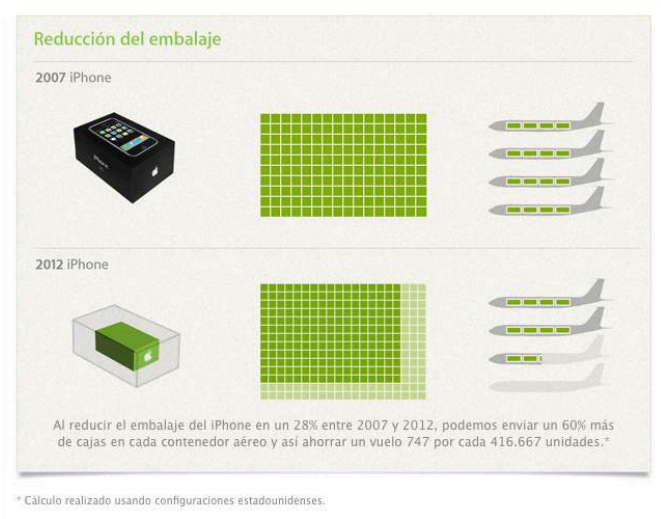 Reducción del embalaje
2007 iPhone
iPhone
2012 iPhone
Al reducir el embalaje del iPhone en un 28% entre 2007 y 2012, podemos enviar un 60% más
de cajas en cada contenedor aéreo y así ahorrar un vuelo 747 por cada 416.667 unidades.*
* Cálculo realizado usando configuraciones estadounidenses.